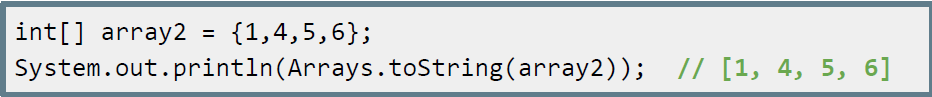 int[] array2 = {1,4,5,6};
System.out.println(Arrays.toString(array2));  // [1, 4, 5, 6]